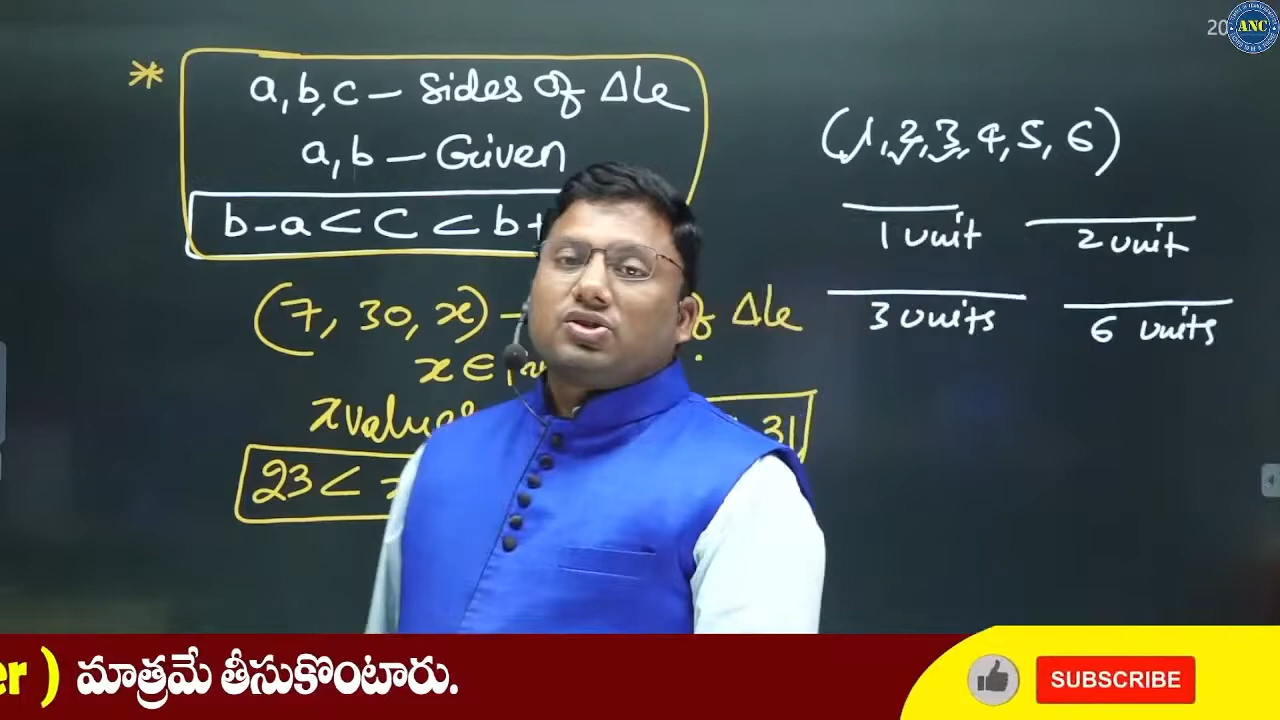 * a, b, c – Sides of Δle
a, b – Given
b-a < C < b+
(7, 30, x) – of Δle
x ∈
x values 31
23 <
(1, 2, 3, 4, 5, 6)
1 unit 2 unit
3 units 6 units
20
ANC
er ) మాత్రమే తీసుకొంటారు.
SUBSCRIBE